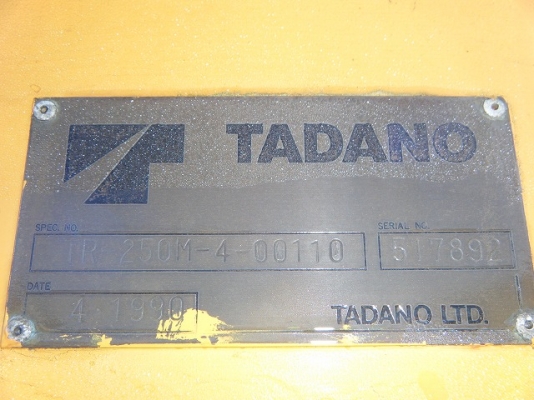 TADANO
SPEC. NO.
TR-250M-4-00110
SERIAL NO.
517892
DATE
4.1990
TADANO LTD.